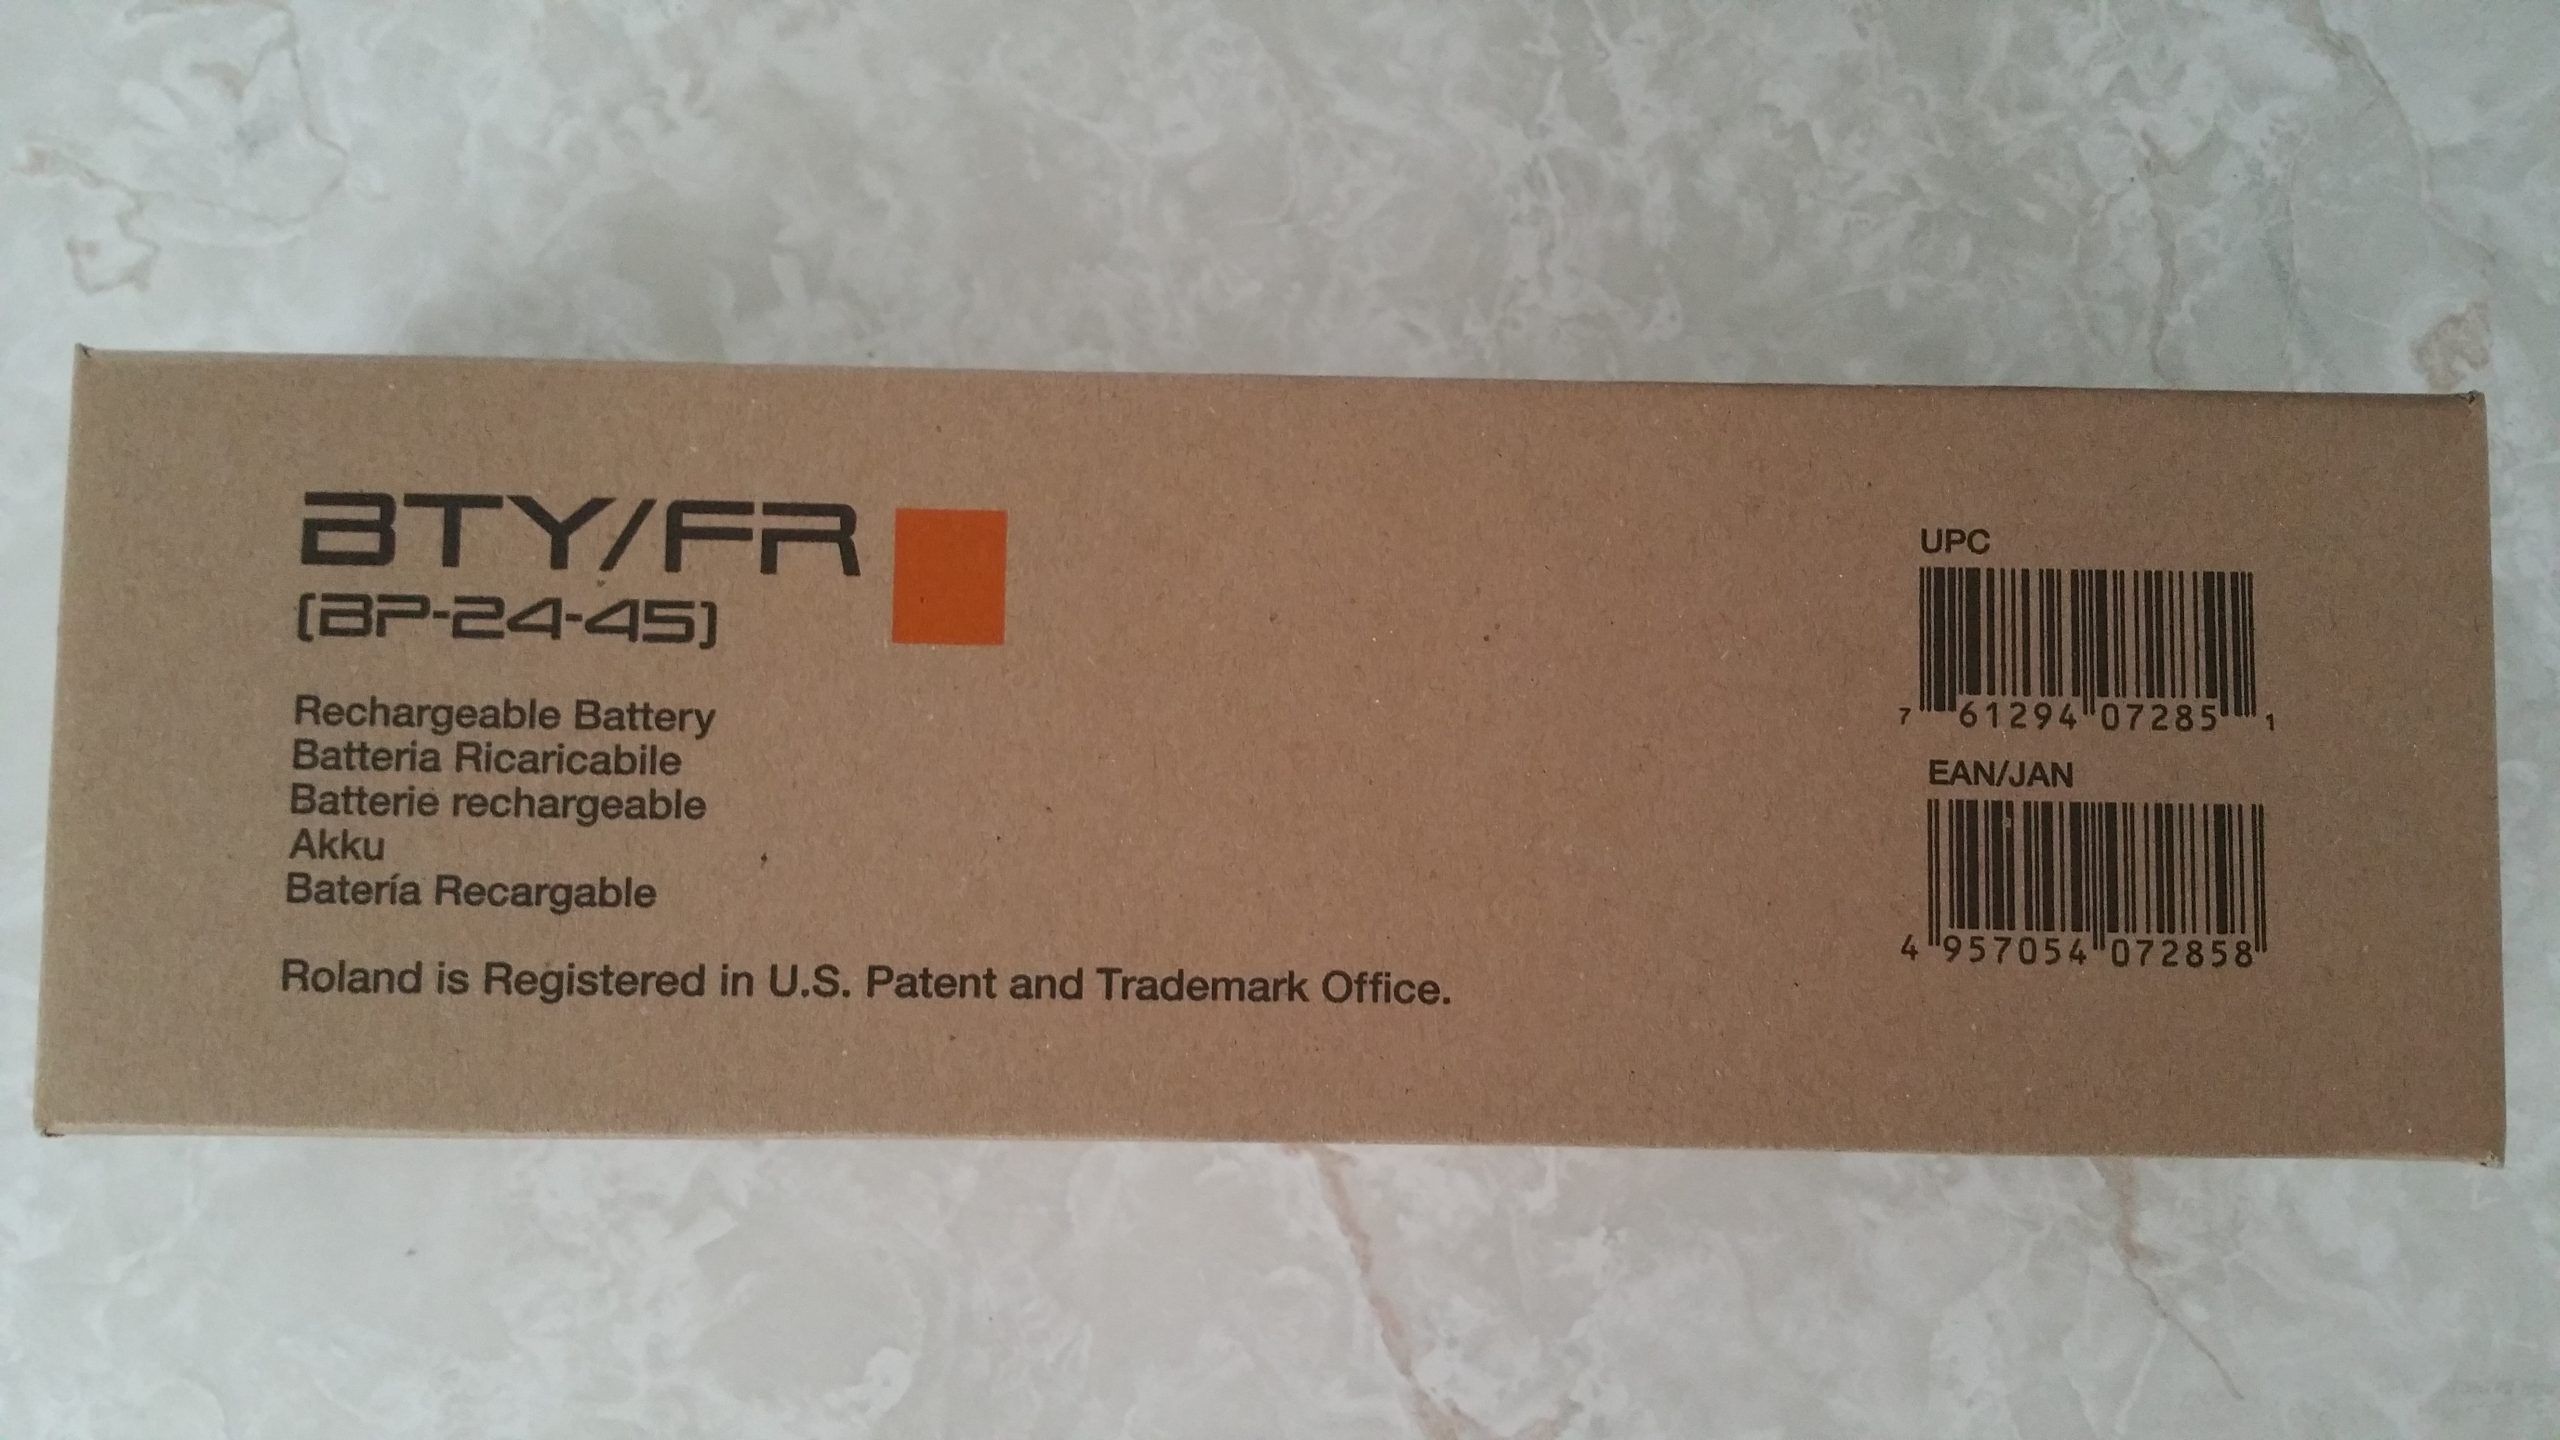 BTY/FR
(BP-24-45)
Rechargeable Battery
Batteria Ricaricabile
Batterie rechargeable
Akku
Batería Recargable
Roland is Registered in U.S. Patent and Trademark Office.
UPC
7 61294 07285 1
EAN/JAN
4 957054 072858